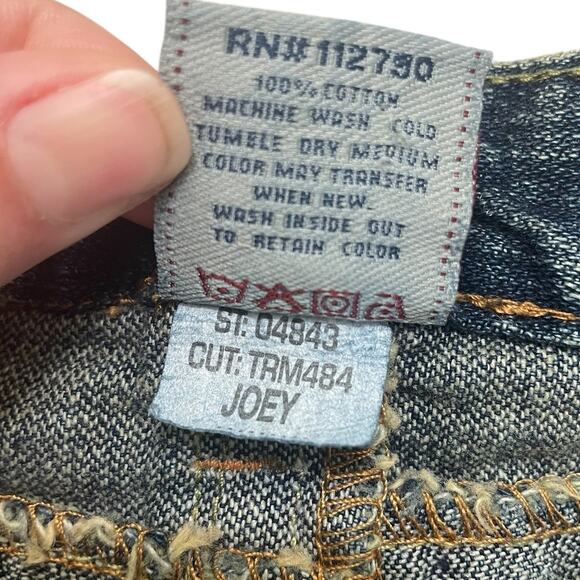 RN#112790
100% COTTON
MACHINE WASH COLD
TUMBLE DRY MEDIUM
COLOR MAY TRANSFER
WHEN NEW.
WASH INSIDE OUT
TO RETAIN COLOR
ST: 04843
CUT: TRM484
JOEY